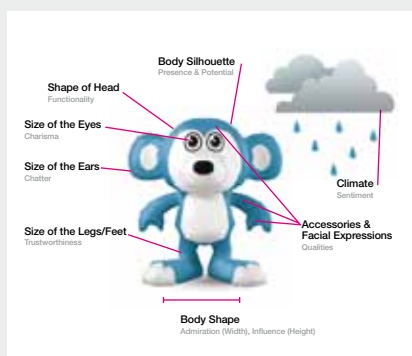 Body Silhouette
Presence & Potential
Shape of Head
Functionality
Size of the Eyes
Charisma
Size of the Ears
Chatter
Climate
Sentiment
Size of the Legs/Feet
Trustworthiness
Accessories &
Facial Expressions
Qualities
Body Shape
Admiration (Width), Influence (Height)